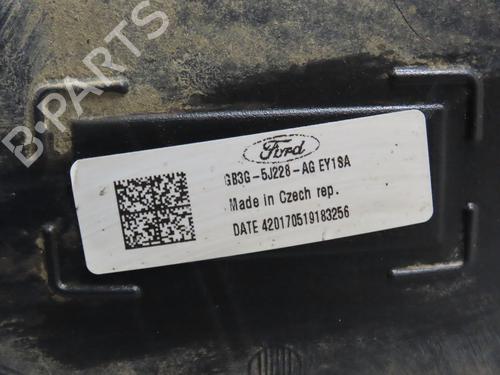 B-PARTS
Ford
GB3G-5J228-AG EY1SA
Made in Czech rep.
DATE 420170519183256